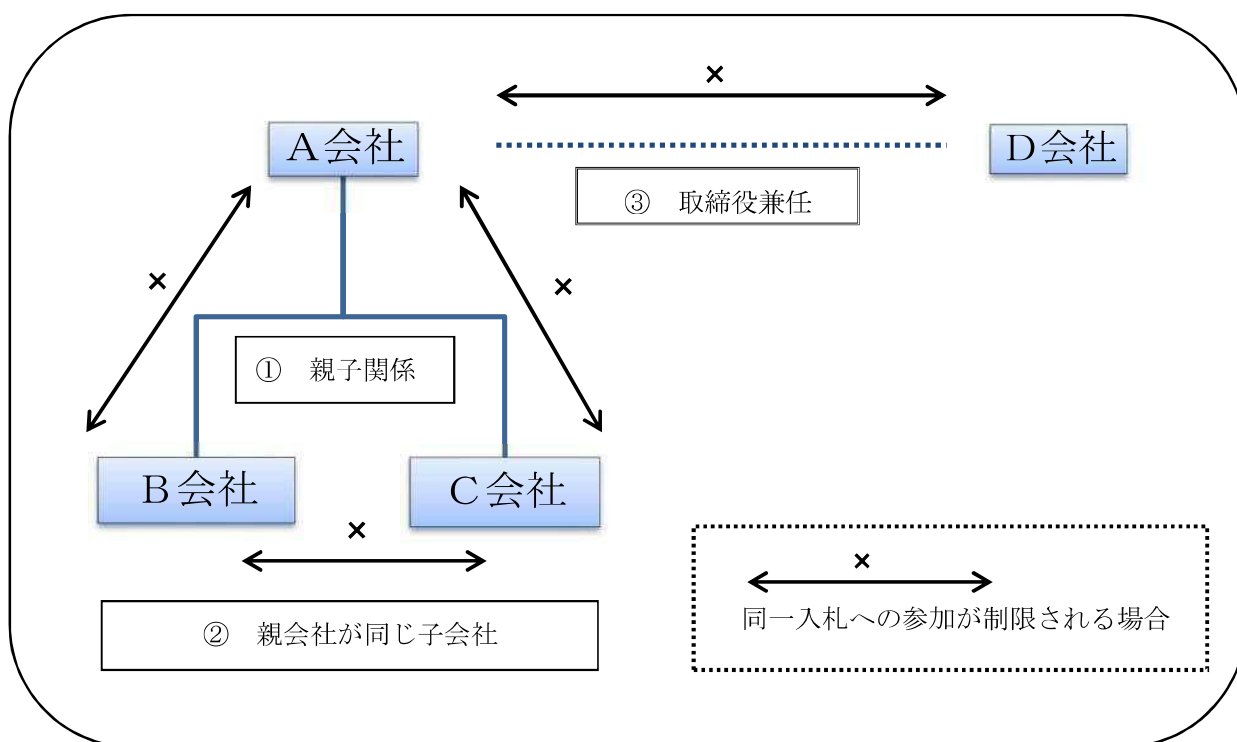 ×
A会社
D会社
③ 取締役兼任
×
×
① 親子関係
B会社
C会社
×
② 親会社が同じ子会社
×
同一入札への参加が制限される場合